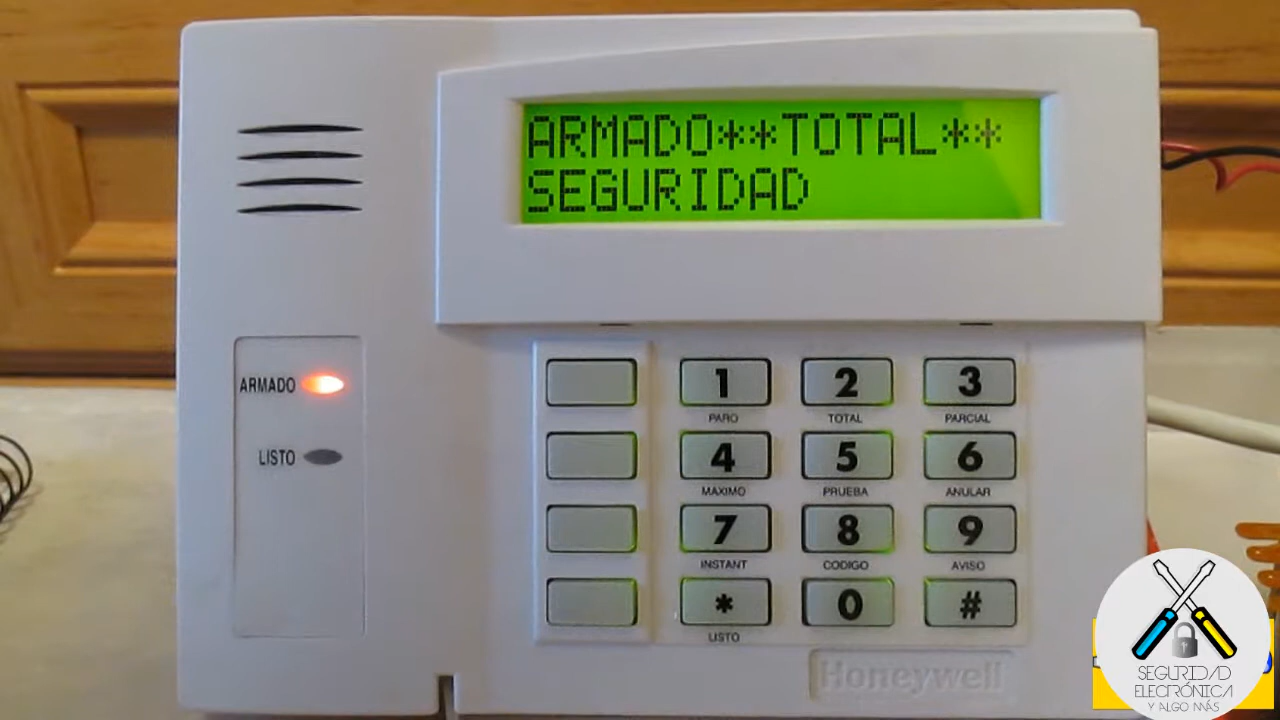 ARMADO**TOTAL**
SEGURIDAD
ARMADO
LISTO
1 2 3
PARO TOTAL PARCIAL
4 5 6
MAXIMO PRUEBA ANULAR
7 8 9
INSTANT CODIGO AVISO
* 0 #
LISTO
Honeywell
SEGURIDAD
ELECTRÓNICA
Y ALGO MÁS